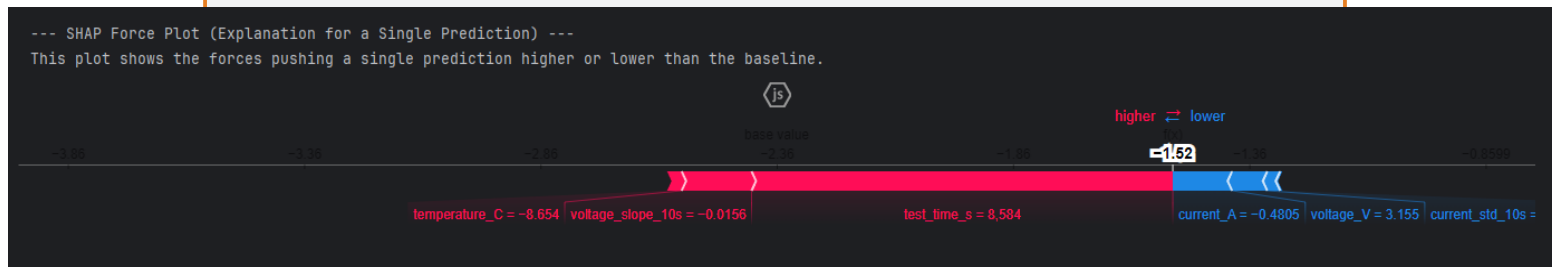 --- SHAP Force Plot (Explanation for a Single Prediction) ---
This plot shows the forces pushing a single prediction higher or lower than the baseline.
js
higher ⇄ lower
base value f(x)
−3.86 −3.36 −2.86 −2.36 −1.86 −1.52 −1.36 −0.8599
temperature_C = −8.654 voltage_slope_10s = −0.0156 test_time_s = 8,584 current_A = −0.4805 voltage_V = 3.155 current_std_10s =